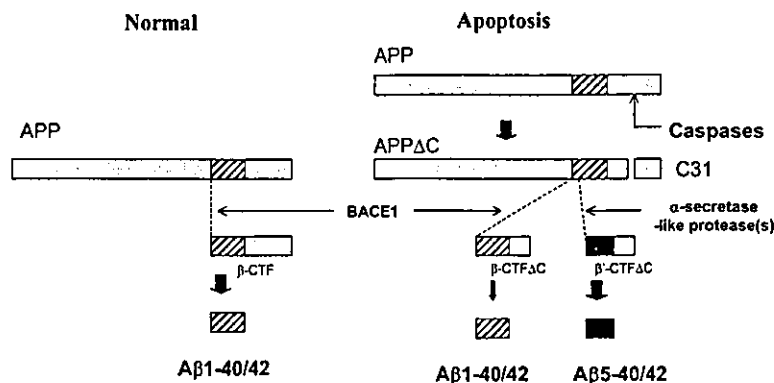 Normal
Apoptosis
APP
Caspases
APP
APPΔC
C31
BACE1
α-secretase
-like protease(s)
β-CTF
β-CTFΔC
β'-CTFΔC
Aβ1-40/42
Aβ1-40/42
Aβ5-40/42